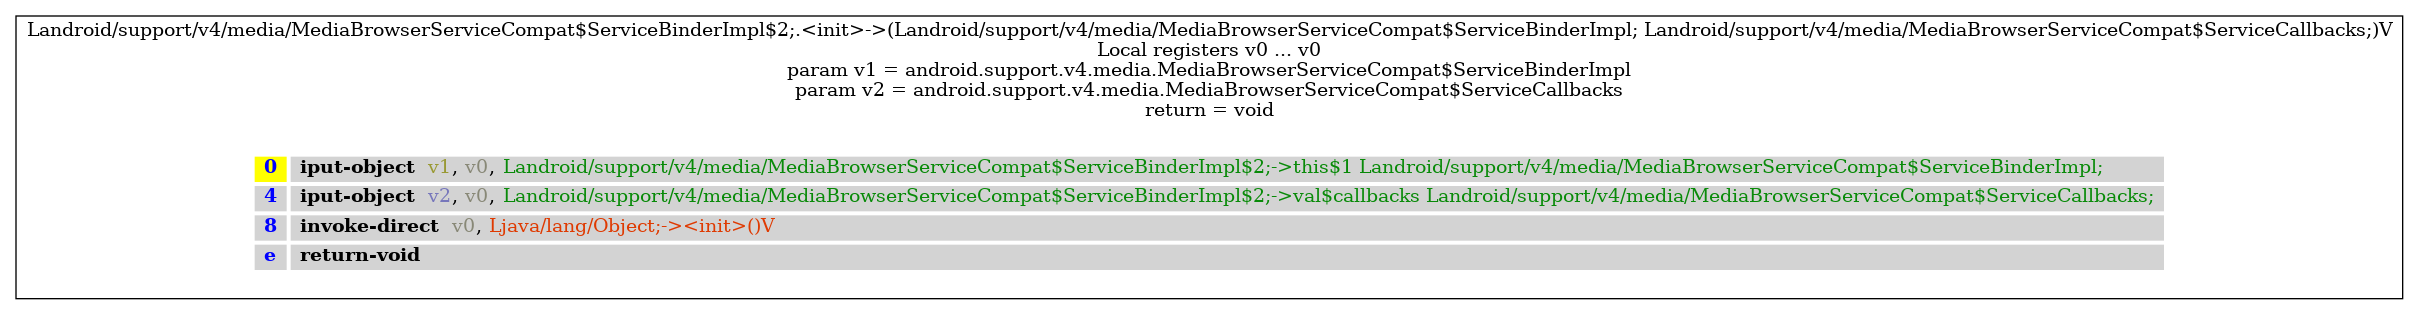 Landroid/support/v4/media/MediaBrowserServiceCompat$ServiceBinderImpl$2;.<init>->(Landroid/support/v4/media/MediaBrowserServiceCompat$ServiceBinderImpl; Landroid/support/v4/media/MediaBrowserServiceCompat$ServiceCallbacks;)V
Local registers v0 ... v0
param v1 = android.support.v4.media.MediaBrowserServiceCompat$ServiceBinderImpl
param v2 = android.support.v4.media.MediaBrowserServiceCompat$ServiceCallbacks
return = void
0 iput-object v1, v0, Landroid/support/v4/media/MediaBrowserServiceCompat$ServiceBinderImpl$2;->this$1 Landroid/support/v4/media/MediaBrowserServiceCompat$ServiceBinderImpl;
4 iput-object v2, v0, Landroid/support/v4/media/MediaBrowserServiceCompat$ServiceBinderImpl$2;->val$callbacks Landroid/support/v4/media/MediaBrowserServiceCompat$ServiceCallbacks;
8 invoke-direct v0, Ljava/lang/Object;-><init>()V
e return-void